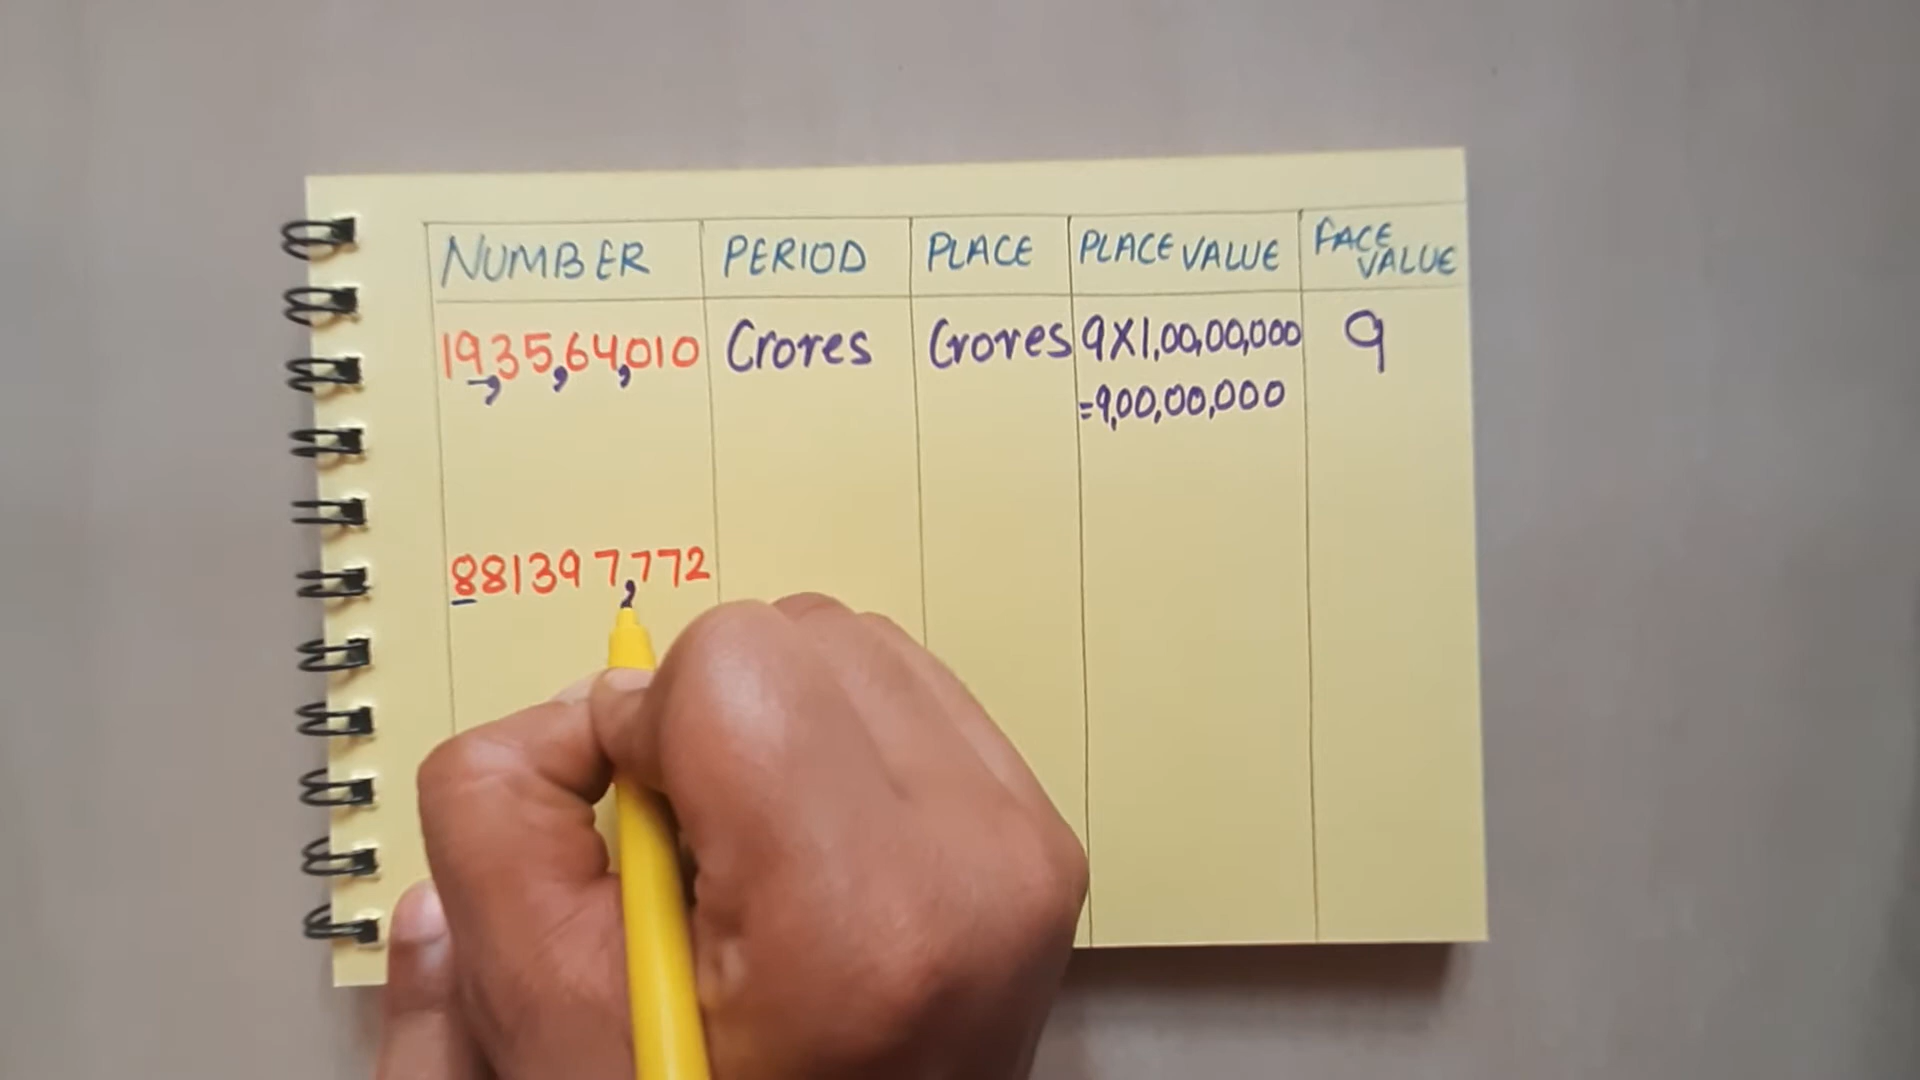 NUMBER PERIOD PLACE PLACE VALUE FACE VALUE
19,35,64,010 Crores Crores 9X1,00,00,000 9
=9,00,00,000
881397,772